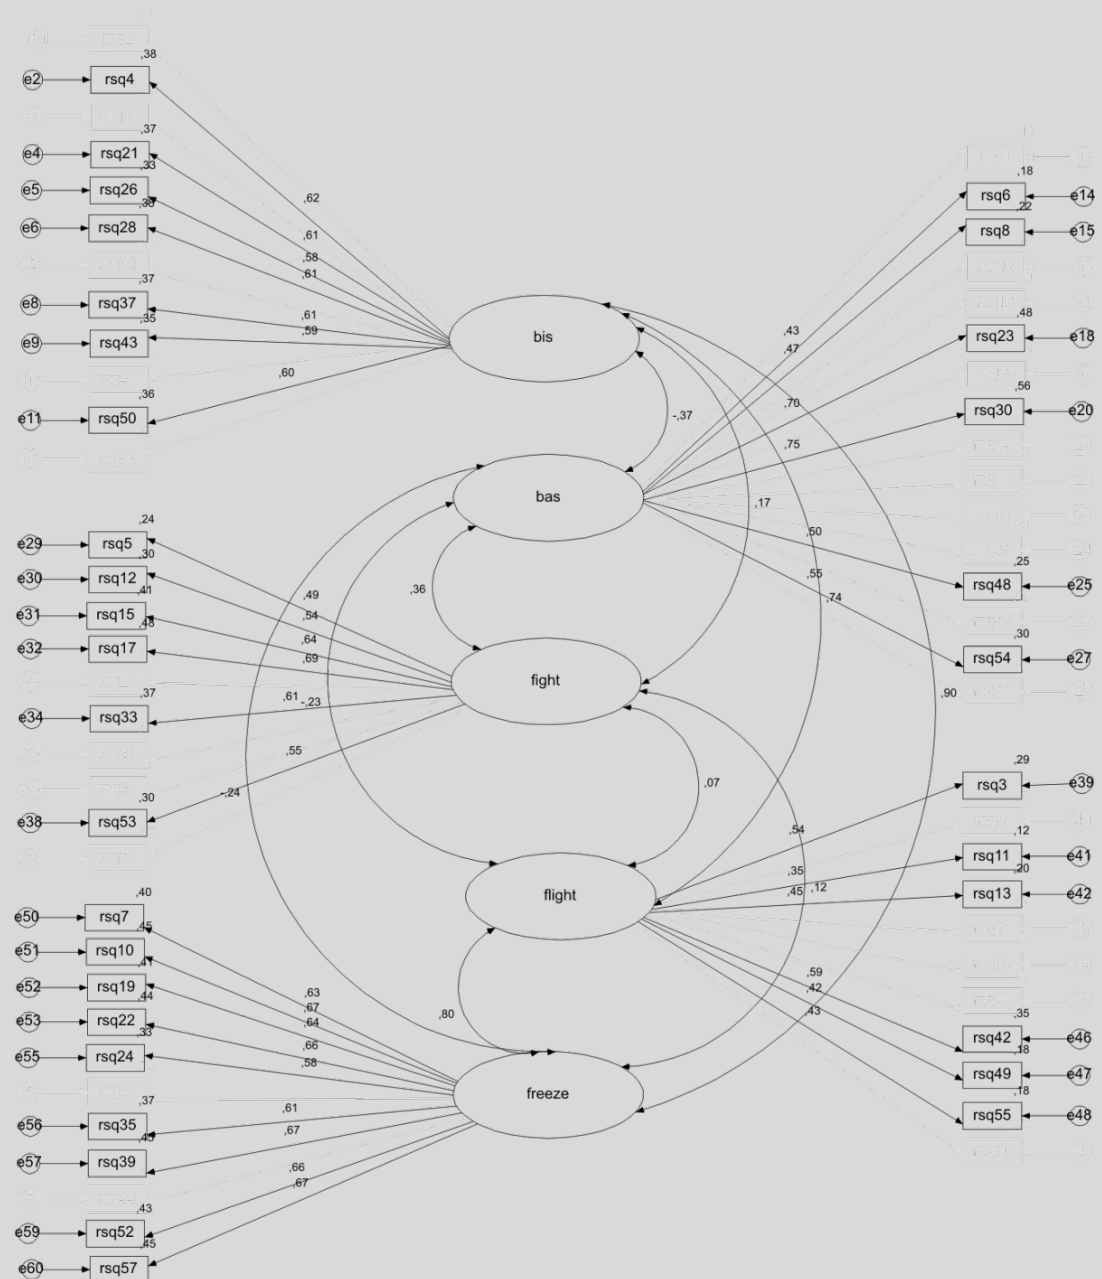 ,38
e2 rsq4
,37
e4 rsq21
,33
e5 rsq26
,38
e6 rsq28
,37
e8 rsq37
,35
e9 rsq43
,36
e11 rsq50
,62
,61
,58
,61
,61
,59
,60
bis
-,37
,17
,74
,90
,18
rsq6 e14
,22
rsq8 e15
,48
rsq23 e18
,56
rsq30 e20
,25
rsq48 e25
,30
rsq54 e27
,43
,47
,70
,75
,50
,55
bas
,36
-,23
-,24
,24
e29 rsq5
,30
e30 rsq12
,41
e31 rsq15
,48
e32 rsq17
,37
e34 rsq33
,30
e38 rsq53
,49
,54
,64
,69
,61
,55
fight
,07
,12
,29
rsq3 e39
,12
rsq11 e41
,20
rsq13 e42
,35
rsq42 e46
,18
rsq49 e47
,18
rsq55 e48
,54
,35
,45
,59
,42
,43
flight
,80
,40
e50 rsq7
,45
e51 rsq10
,41
e52 rsq19
,44
e53 rsq22
,33
e55 rsq24
,37
e56 rsq35
,45
e57 rsq39
,43
e59 rsq52
,45
e60 rsq57
,63
,67
,64
,66
,58
,61
,67
,66
,67
freeze